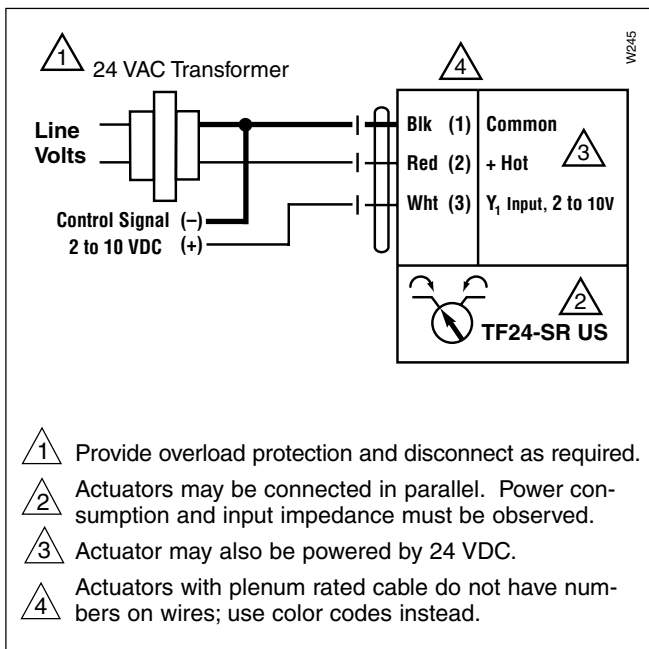 W245
1 24 VAC Transformer
4
Line
Volts
Blk (1) Common
Red (2) + Hot
3
Wht (3) Y1 Input, 2 to 10V
Control Signal (–)
2 to 10 VDC (+)
2
TF24-SR US
1 Provide overload protection and disconnect as required.
2 Actuators may be connected in parallel. Power con-
sumption and input impedance must be observed.
3 Actuator may also be powered by 24 VDC.
4 Actuators with plenum rated cable do not have num-
bers on wires; use color codes instead.